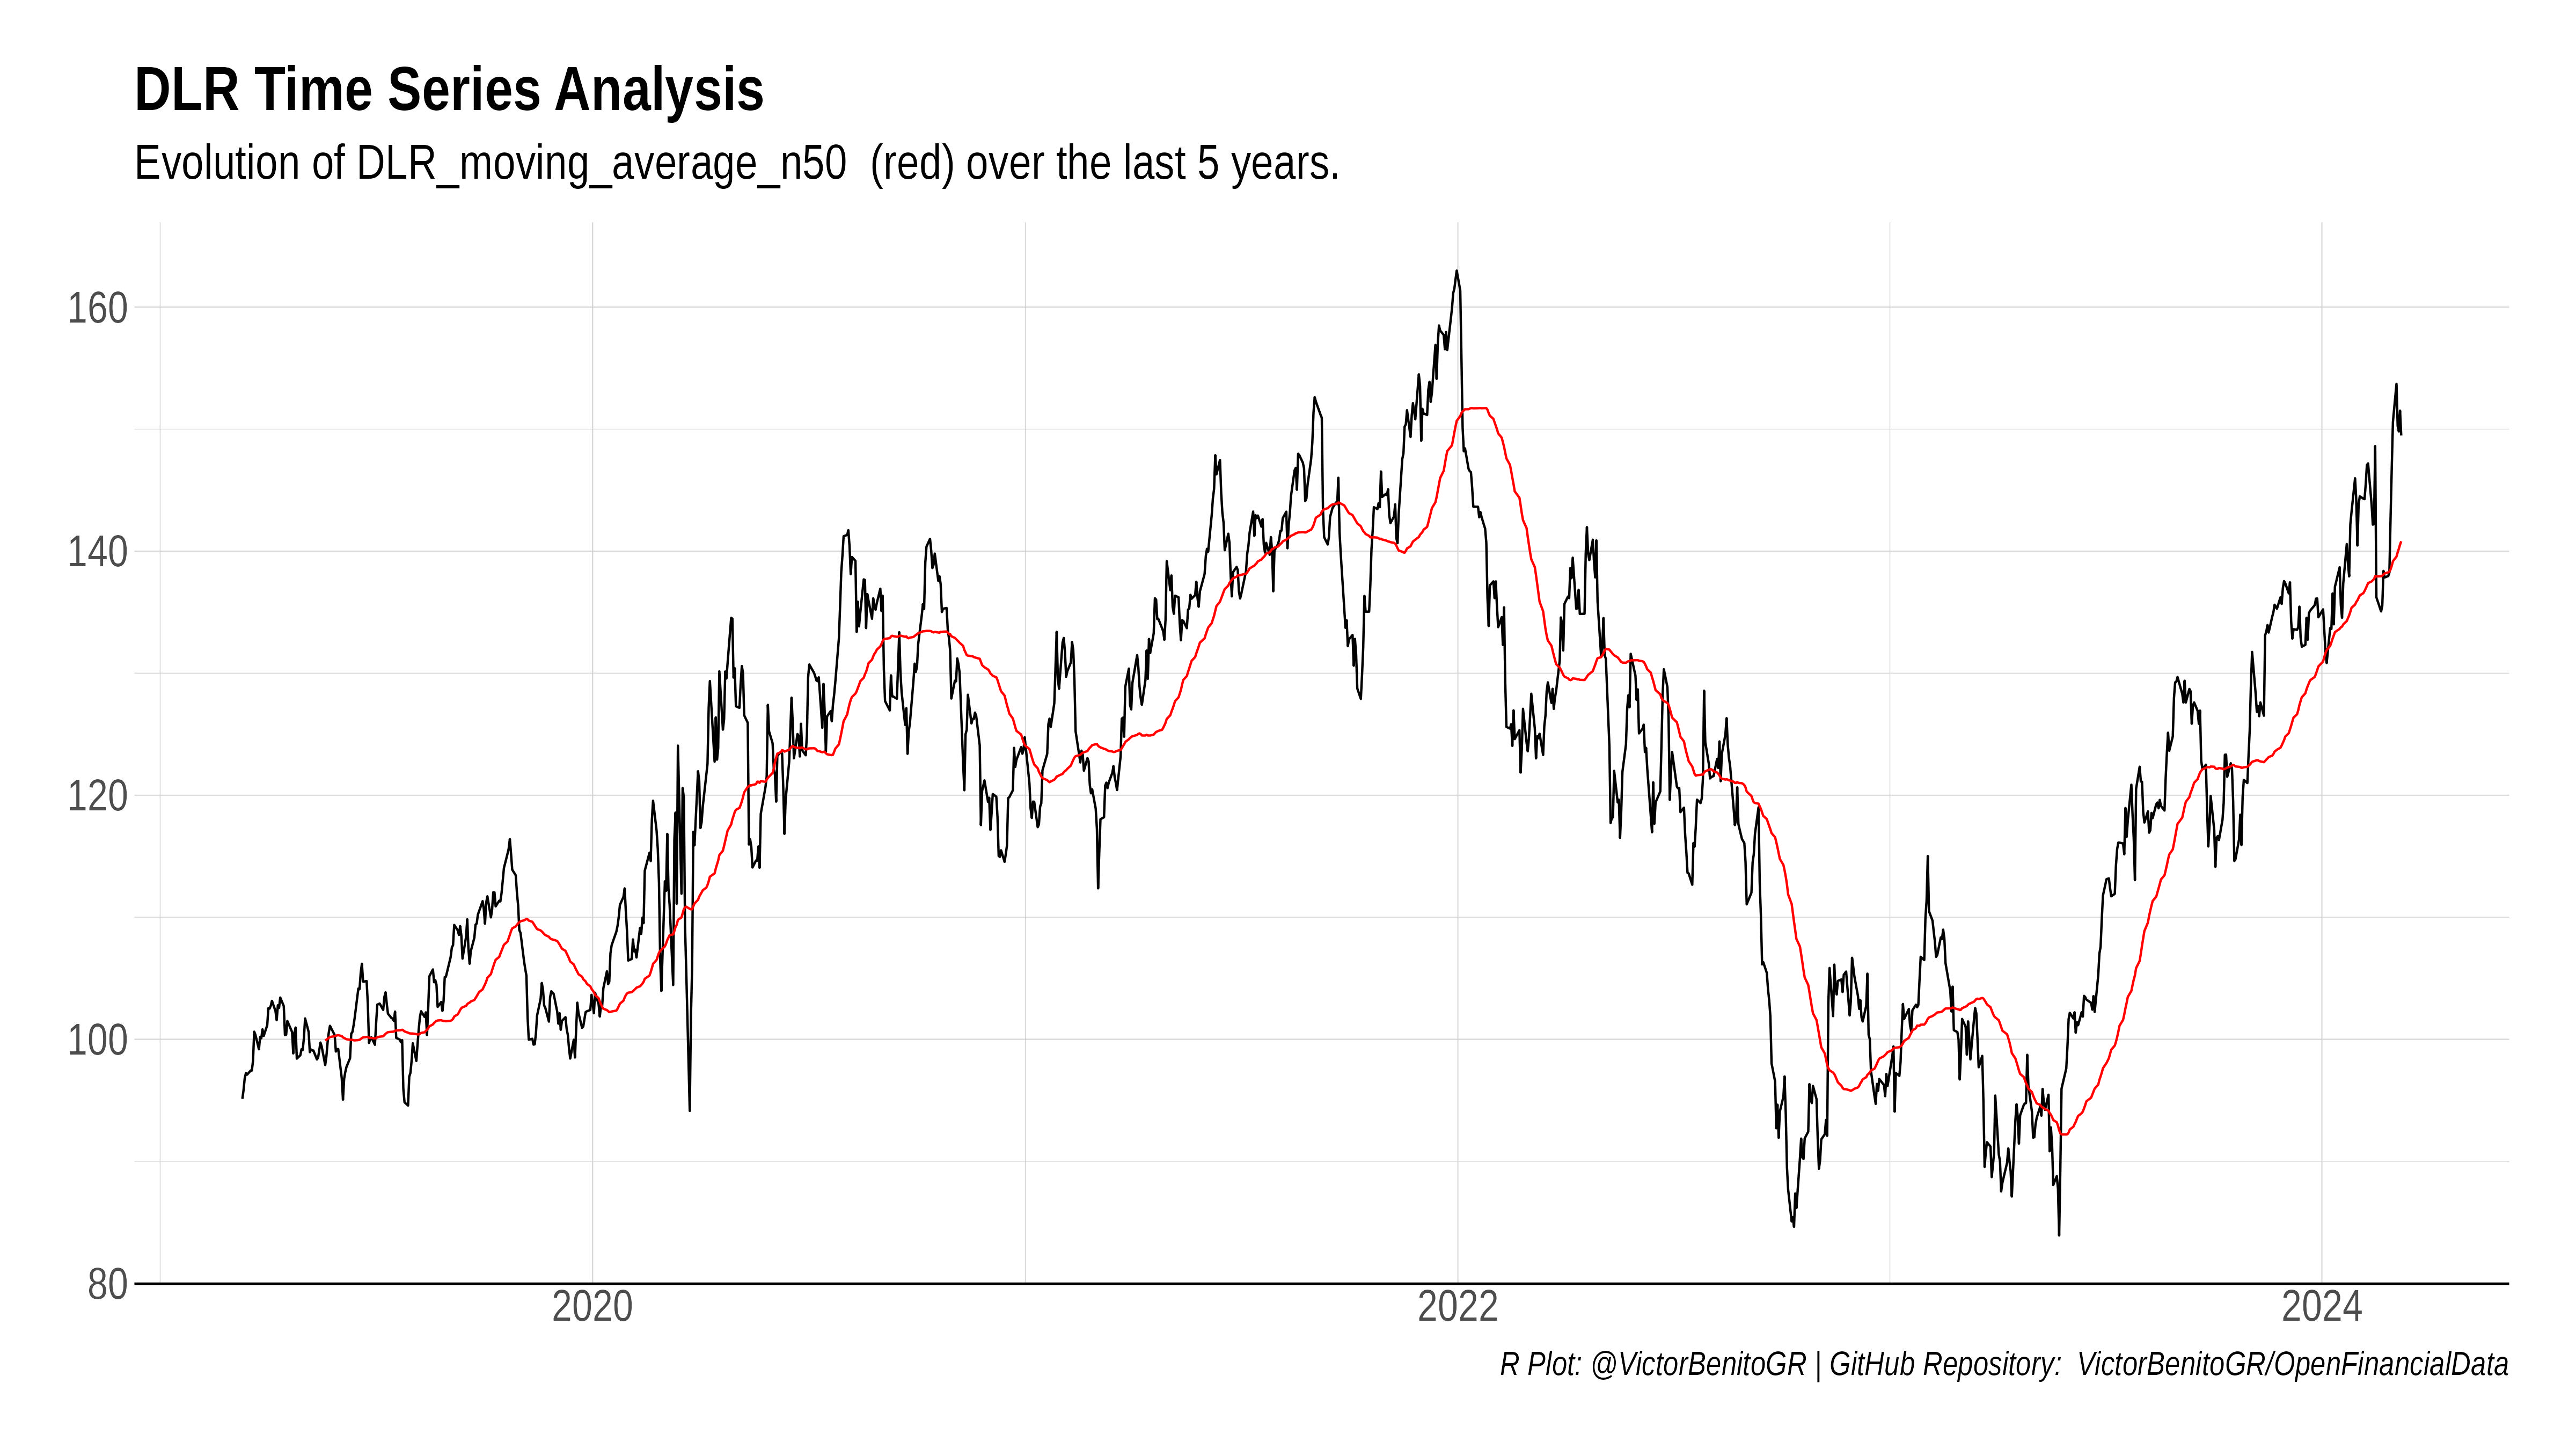 DLR Time Series Analysis
Evolution of DLR_moving_average_n50  (red) over the last 5 years.
160
140
120
100
80
2020 2022 2024
R Plot: @VictorBenitoGR | GitHub Repository:  VictorBenitoGR/OpenFinancialData